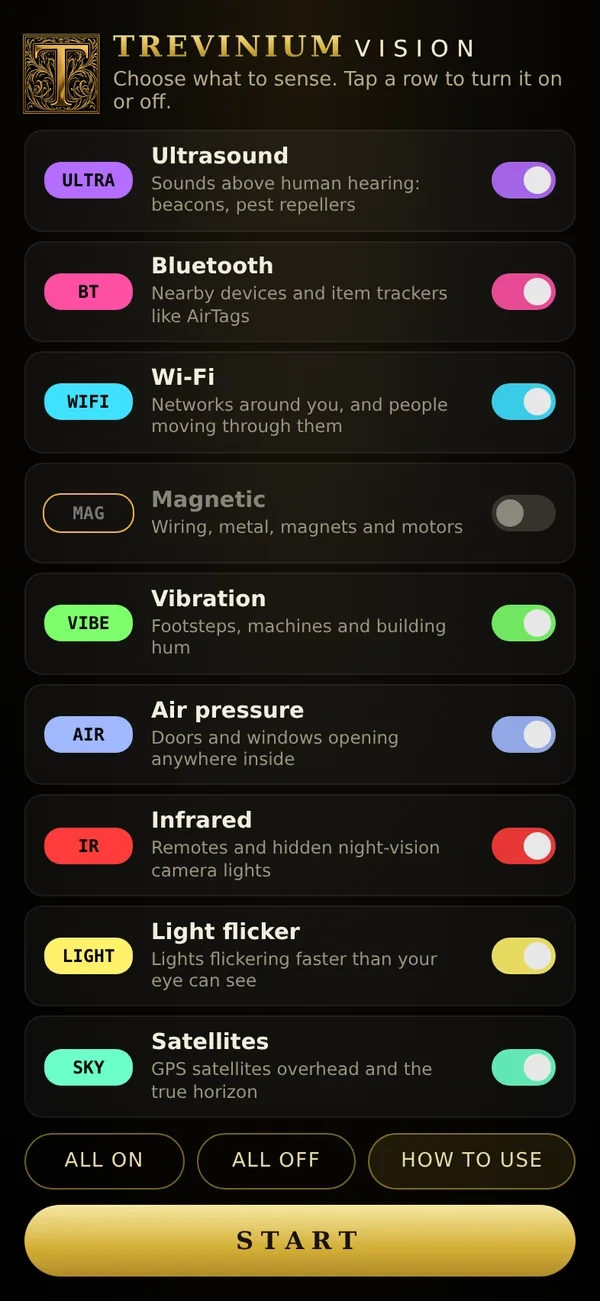 T
TREVINIUM VISION
Choose what to sense. Tap a row to turn it on
or off.
ULTRA
Ultrasound
Sounds above human hearing:
beacons, pest repellers
BT
Bluetooth
Nearby devices and item trackers
like AirTags
WIFI
Wi-Fi
Networks around you, and people
moving through them
MAG
Magnetic
Wiring, metal, magnets and motors
VIBE
Vibration
Footsteps, machines and building
hum
AIR
Air pressure
Doors and windows opening
anywhere inside
IR
Infrared
Remotes and hidden night-vision
camera lights
LIGHT
Light flicker
Lights flickering faster than your
eye can see
SKY
Satellites
GPS satellites overhead and the
true horizon
ALL ON
ALL OFF
HOW TO USE
START